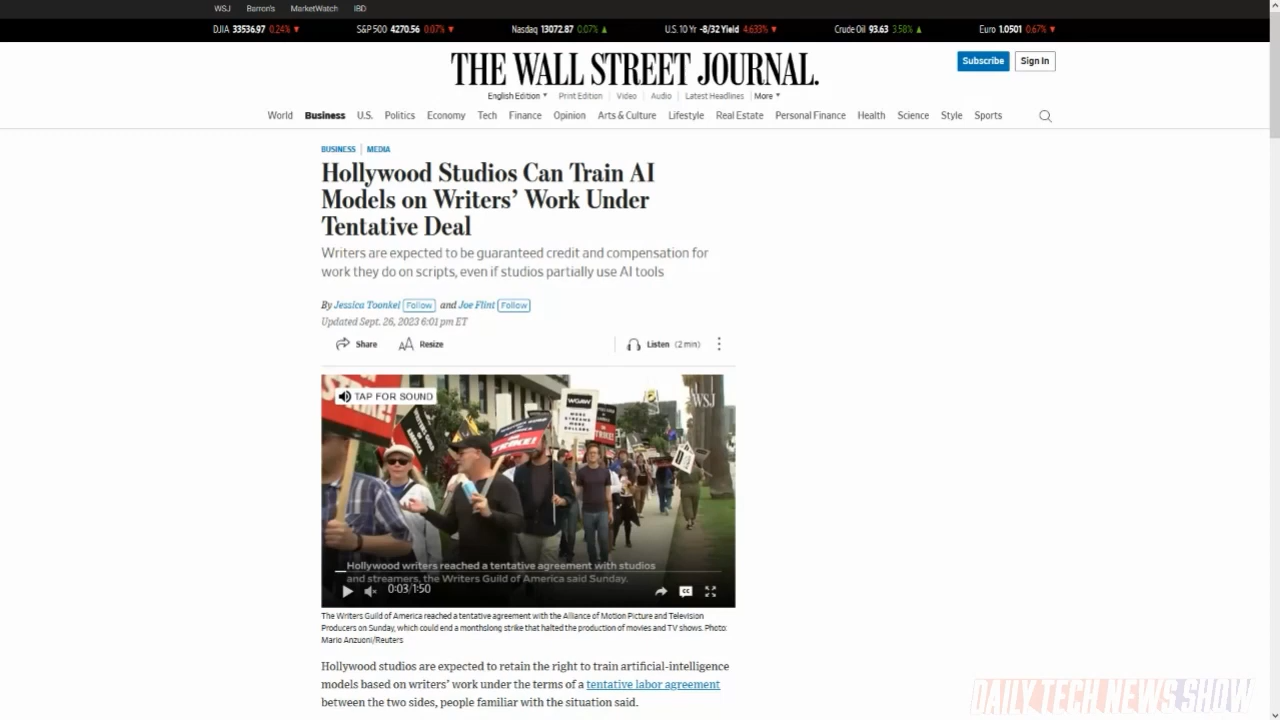 WSJ Barron's MarketWatch IBD
DJIA 33536.97 0.24% ▼ S&P 500 4270.56 0.07% ▼ Nasdaq 13072.87 0.07% ▲ U.S. 10 Yr -8/32 Yield 4.633% ▼ Crude Oil 93.63 3.58% ▲ Euro 1.0501 0.67% ▼
THE WALL STREET JOURNAL.
Subscribe Sign In
English Edition ▼ Print Edition Video Audio Latest Headlines More ▼
World Business U.S. Politics Economy Tech Finance Opinion Arts & Culture Lifestyle Real Estate Personal Finance Health Science Style Sports
BUSINESS | MEDIA
Hollywood Studios Can Train AI
Models on Writers’ Work Under
Tentative Deal
Writers are expected to be guaranteed credit and compensation for
work they do on scripts, even if studios partially use AI tools
By Jessica Toonkel Follow and Joe Flint Follow
Updated Sept. 26, 2023 6:01 pm ET
Share AA Resize Listen (2 min)
TAP FOR SOUND
WSJ
WGAW
ON
STRIKE!
Hollywood writers reached a tentative agreement with studios
and streamers, the Writers Guild of America said Sunday.
0:03/1:50
CC
The Writers Guild of America reached a tentative agreement with the Alliance of Motion Picture and Television
Producers on Sunday, which could end a monthslong strike that halted the production of movies and TV shows. Photo:
Mario Anzuoni/Reuters
Hollywood studios are expected to retain the right to train artificial-intelligence
models based on writers’ work under the terms of a tentative labor agreement
between the two sides, people familiar with the situation said.
DAILY TECH NEWS SHOW